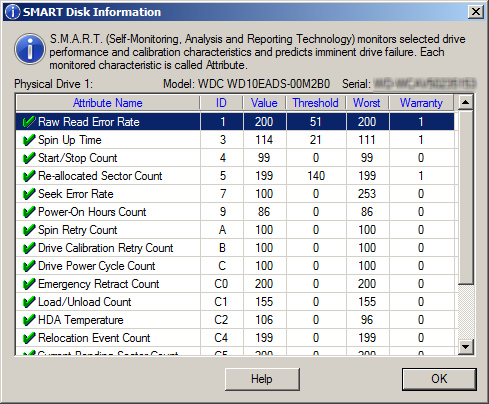 SMART Disk Information
S.M.A.R.T. (Self-Monitoring, Analysis and Reporting Technology) monitors selected drive
performance and calibration characteristics and predicts imminent drive failure. Each
monitored characteristic is called Attribute.
Physical Drive 1: Model: WDC WD10EADS-00M2B0 Serial:
Attribute Name ID Value Threshold Worst Warranty
Raw Read Error Rate 1 200 51 200 1
Spin Up Time 3 114 21 111 1
Start/Stop Count 4 99 0 99 0
Re-allocated Sector Count 5 199 140 199 1
Seek Error Rate 7 100 0 253 0
Power-On Hours Count 9 86 0 86 0
Spin Retry Count A 100 0 100 0
Drive Calibration Retry Count B 100 0 100 0
Drive Power Cycle Count C 100 0 100 0
Emergency Retract Count C0 200 0 200 0
Load/Unload Count C1 155 0 155 0
HDA Temperature C2 106 0 96 0
Relocation Event Count C4 199 0 199 0
Current Pending Sector Count C5 200 0 200 0
Help OK